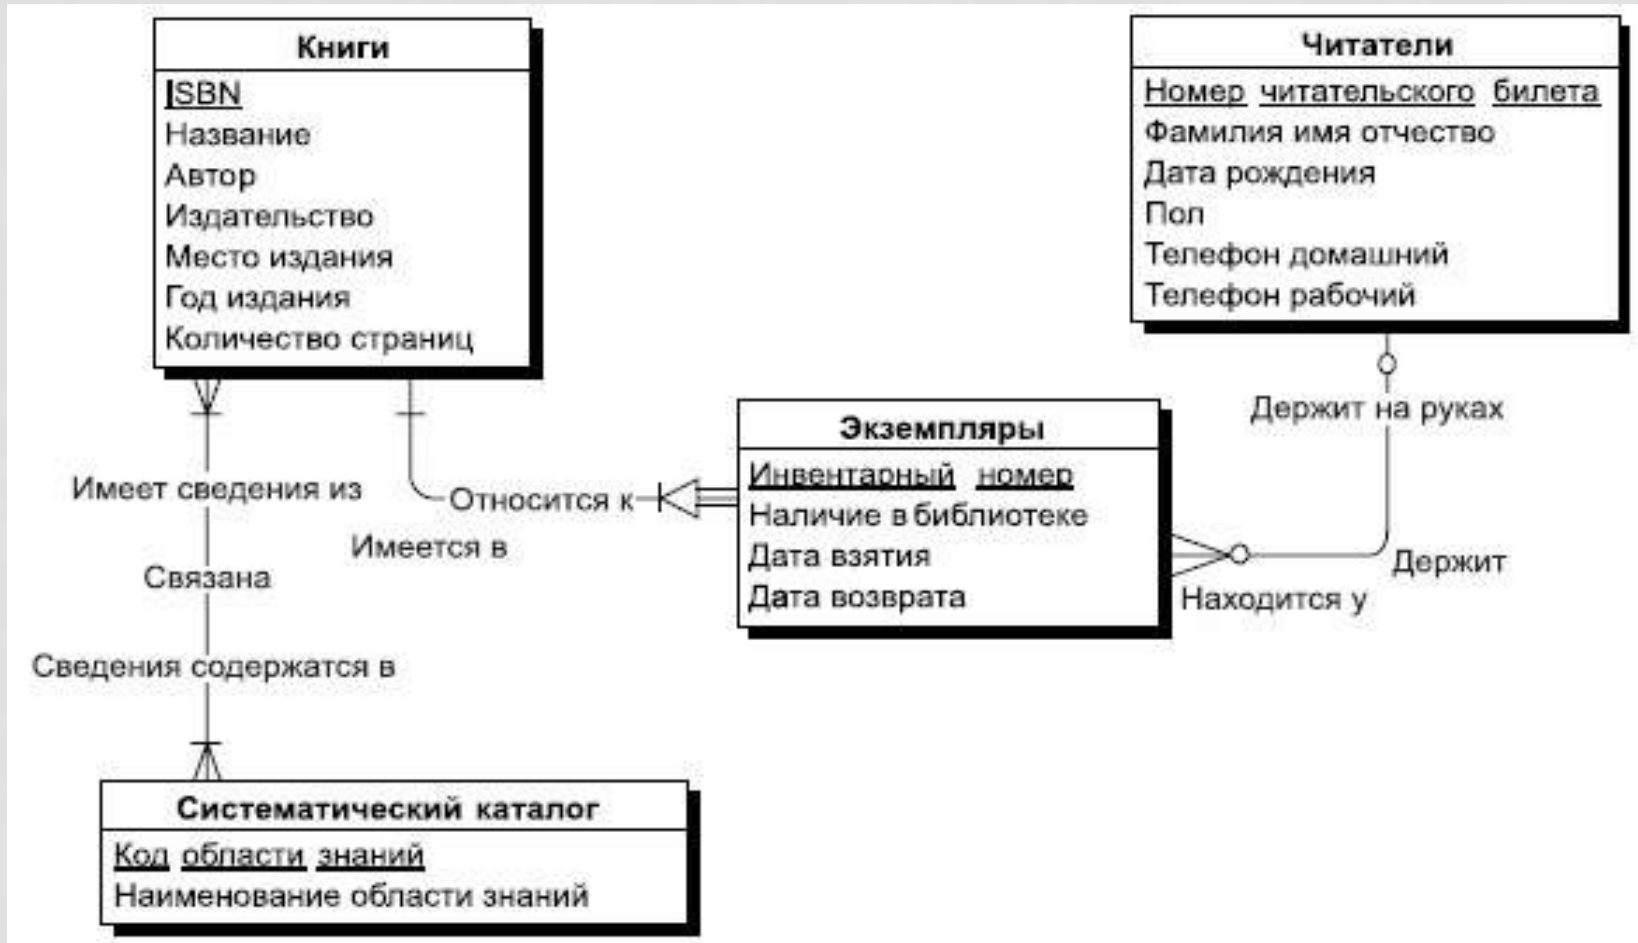 Книги
ISBN
Название
Автор
Издательство
Место издания
Год издания
Количество страниц
Читатели
Номер читательского билета
Фамилия имя отчество
Дата рождения
Пол
Телефон домашний
Телефон рабочий
Держит на руках
Экземпляры
Инвентарный номер
Наличие в библиотеке
Дата взятия
Дата возврата
Имеет сведения из
Относится к
Имеется в
Связана
Держит
Находится у
Сведения содержатся в
Систематический каталог
Код области знаний
Наименование области знаний